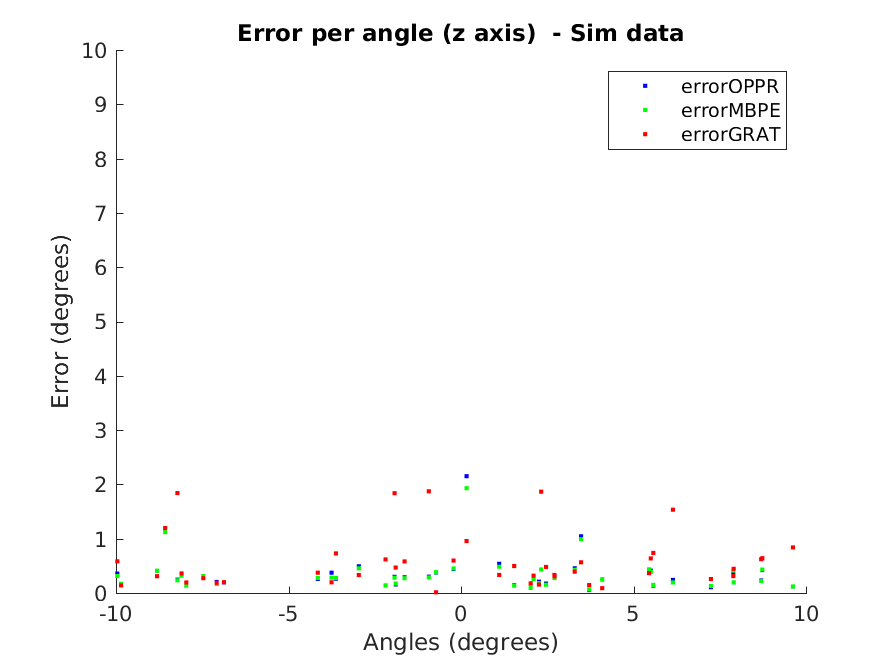 Error per angle (z axis)  - Sim data
10
9
8
7
6
5
4
3
2
1
0
Error (degrees)
errorOPPR
errorMBPE
errorGRAT
-10 -5 0 5 10
Angles (degrees)